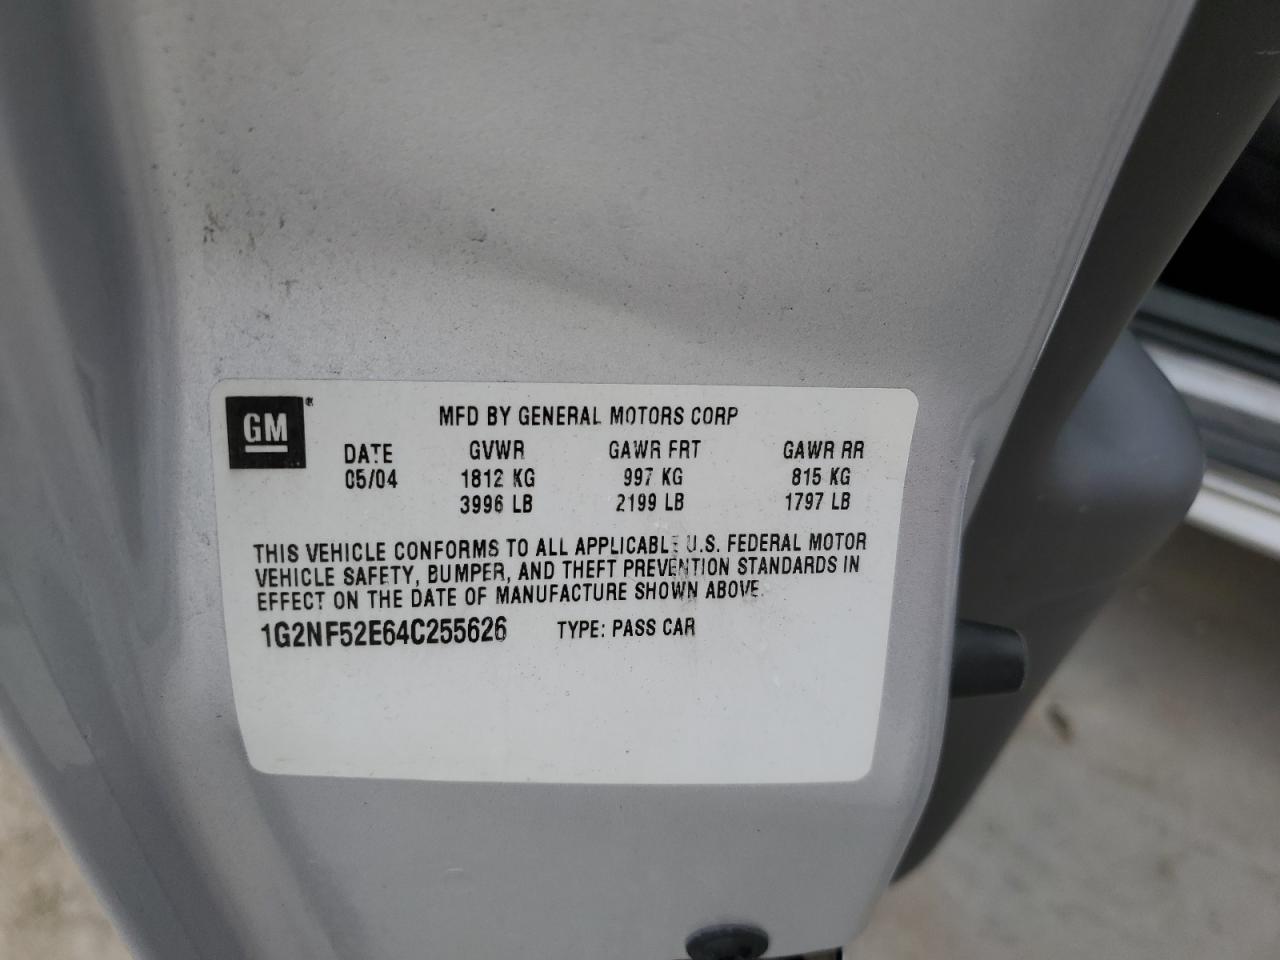 GM®
MFD BY GENERAL MOTORS CORP
DATE GVWR GAWR FRT GAWR RR
05/04 1812 KG 997 KG 815 KG
3996 LB 2199 LB 1797 LB
THIS VEHICLE CONFORMS TO ALL APPLICABLE U.S. FEDERAL MOTOR
VEHICLE SAFETY, BUMPER, AND THEFT PREVENTION STANDARDS IN
EFFECT ON THE DATE OF MANUFACTURE SHOWN ABOVE.
1G2NF52E64C255626 TYPE: PASS CAR